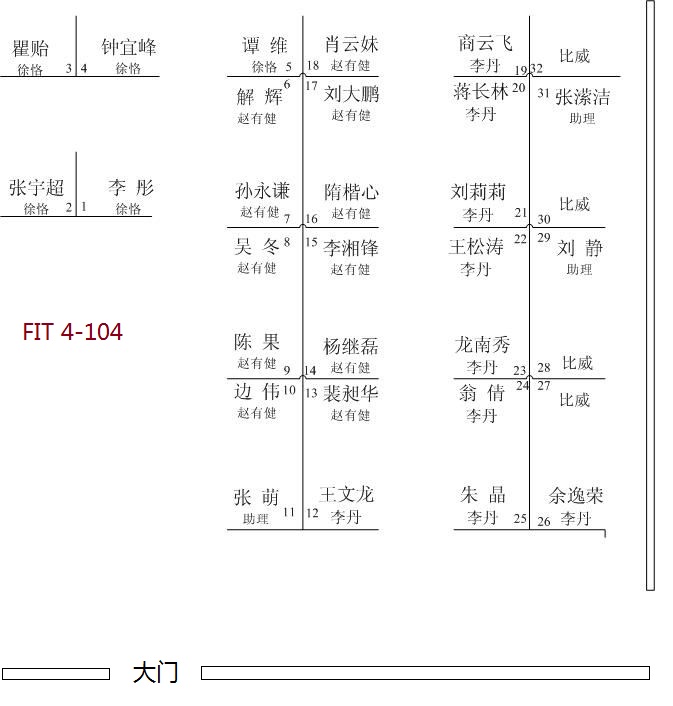 瞿贻 3
徐恪
4 钟宜峰
徐恪
张宇超 2
徐恪
1 李 彤
徐恪
FIT 4-104
谭 维
徐恪 5
肖云妹
18 赵有健
解 辉 6
赵有健
17 刘大鹏
赵有健
孙永谦
赵有健 7
隋楷心
16 赵有健
吴 冬 8
赵有健
15 李湘锋
赵有健
陈 果
赵有健 9
杨继磊
14 赵有健
边 伟 10
赵有健
13 裴昶华
赵有健
张 萌
助理 11
王文龙
12 李丹
商云飞
李丹 19
32 比威
蒋长林 20
李丹
31 张潆洁
助理
刘莉莉
李丹 21
比威
30
王松涛 22
李丹
29 刘 静
助理
龙南秀
李丹 23
28 比威
翁 倩 24
李丹
27 比威
朱 晶
李丹 25
余逸荣
26 李丹
大门